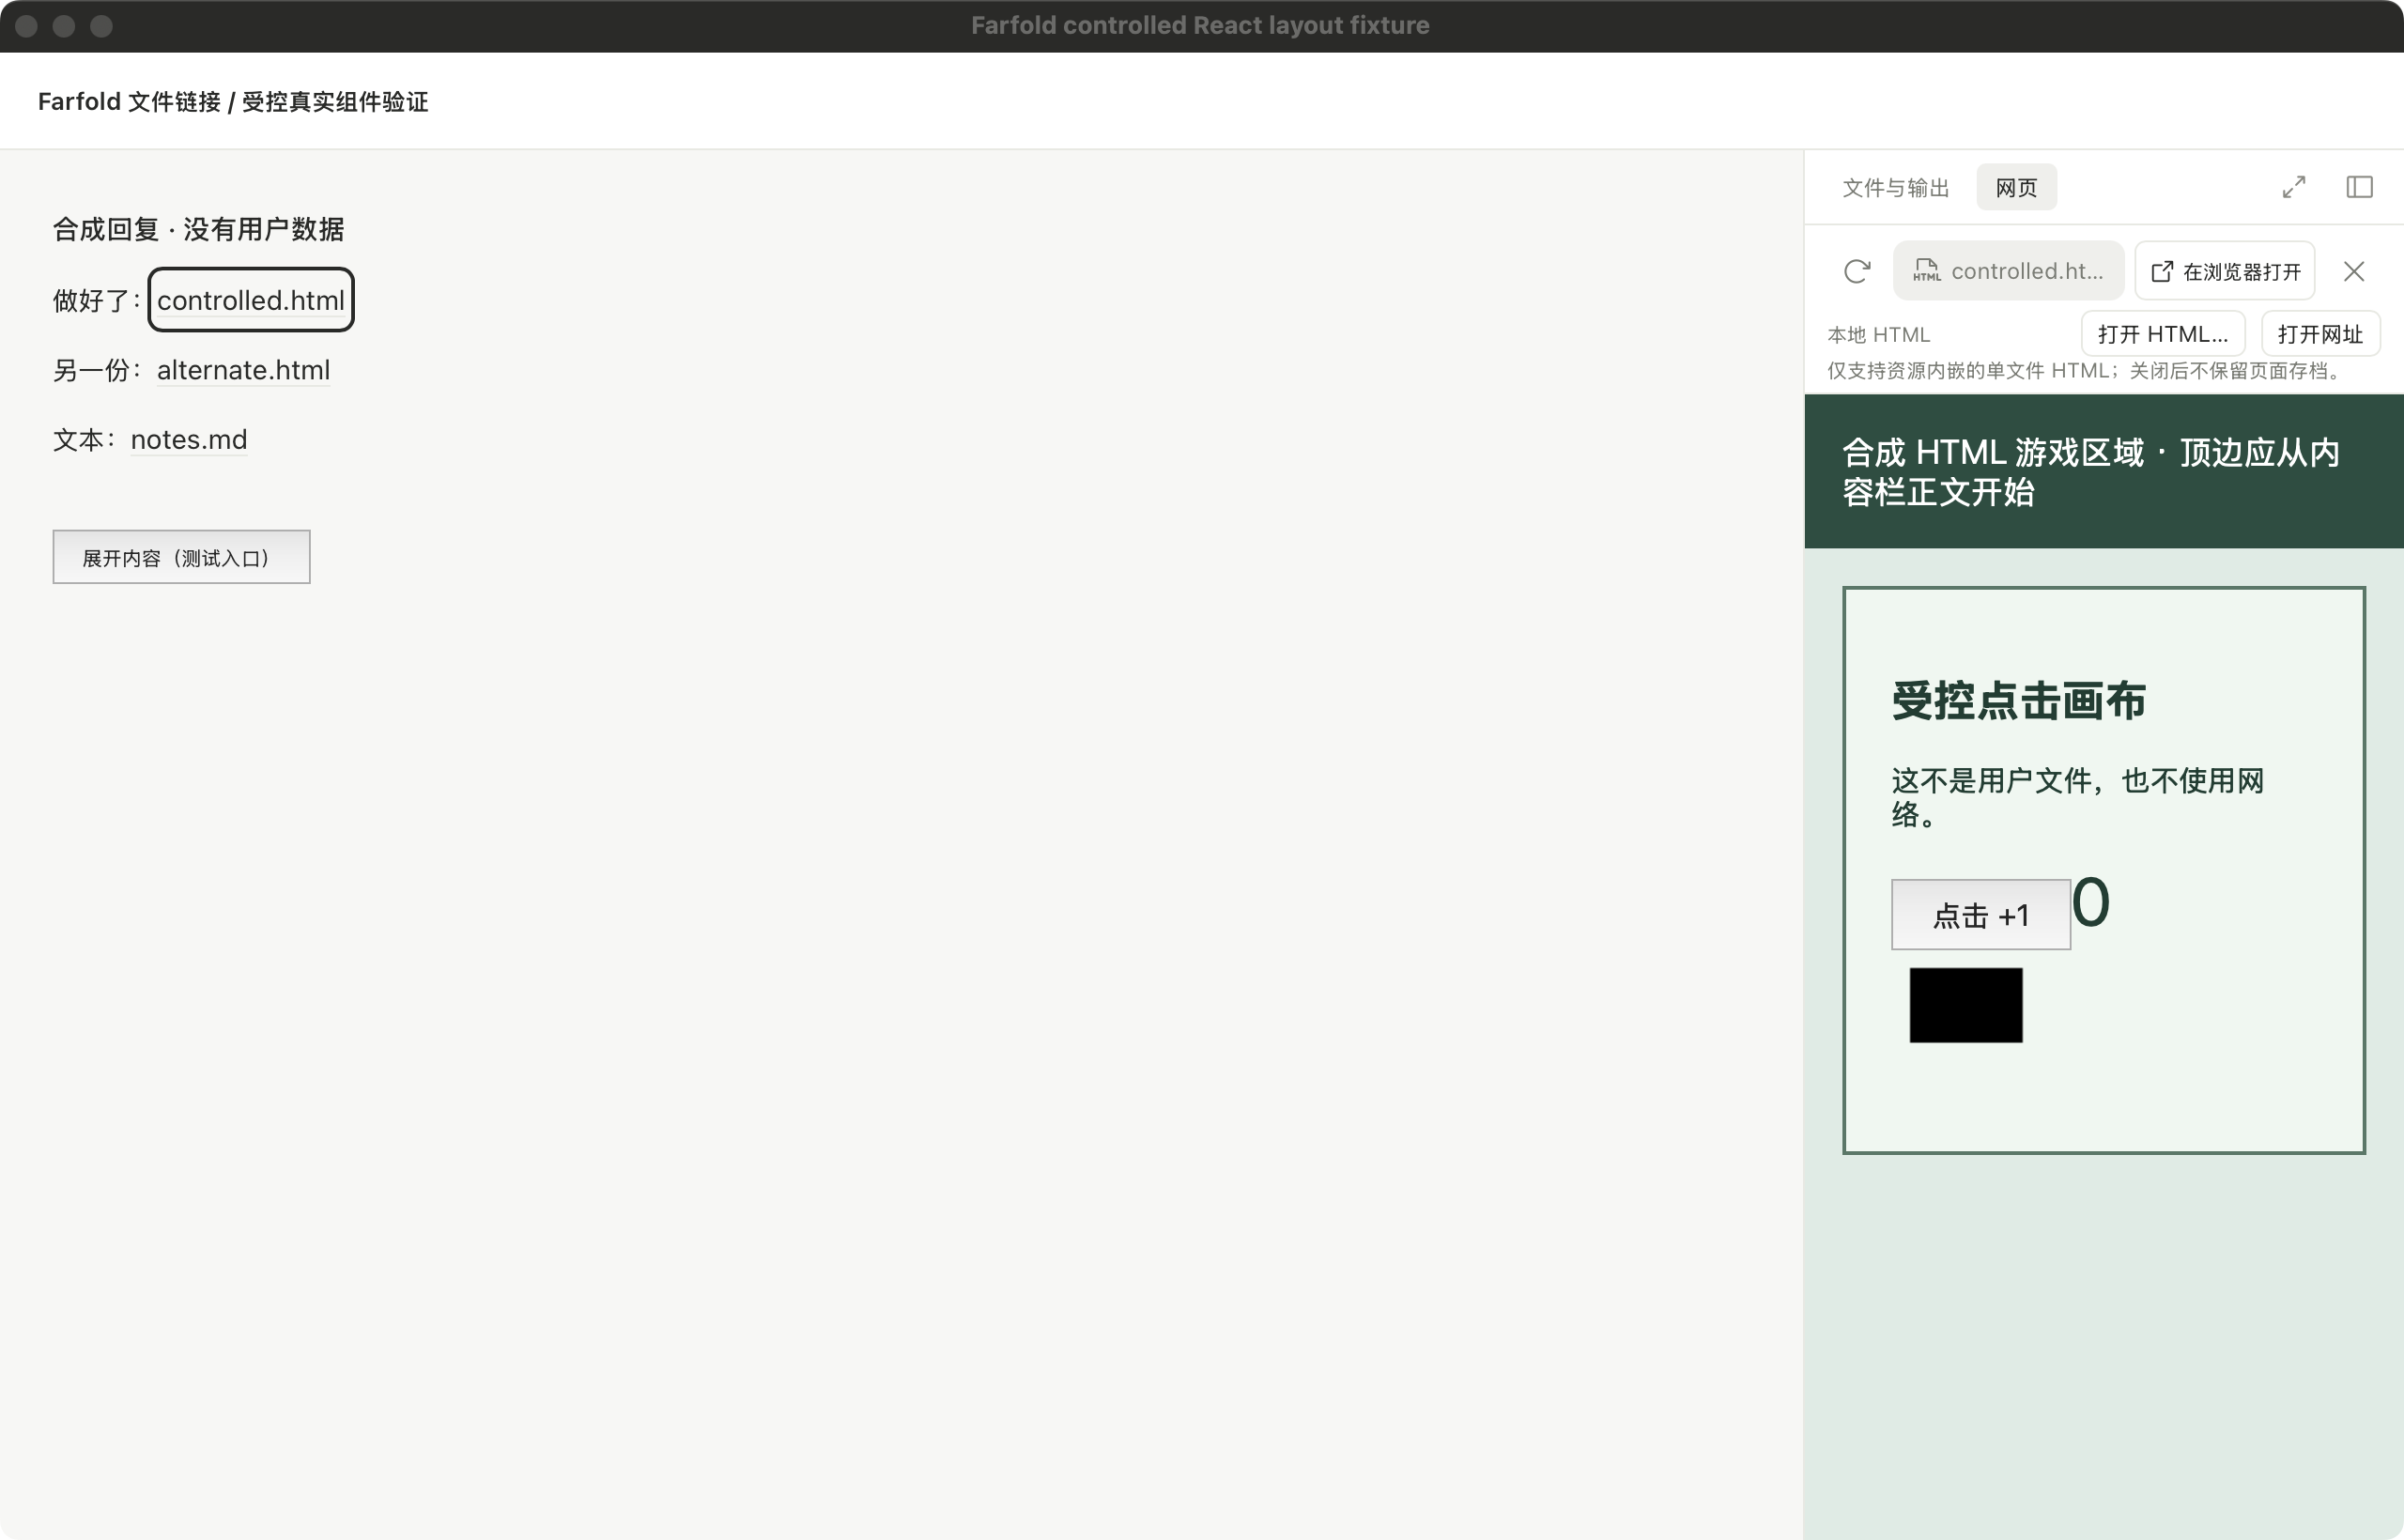 Farfold controlled React layout fixture
Farfold 文件链接 / 受控真实组件验证
合成回复 · 没有用户数据
做好了：controlled.html
另一份：alternate.html
文本：notes.md
展开内容（测试入口）
文件与输出 网页
HTML controlled.ht... 在浏览器打开
本地 HTML 打开 HTML... 打开网址
仅支持资源内嵌的单文件 HTML；关闭后不保留页面存档。
合成 HTML 游戏区域 · 顶边应从内
容栏正文开始
受控点击画布
这不是用户文件，也不使用网
络。
点击 +1 0